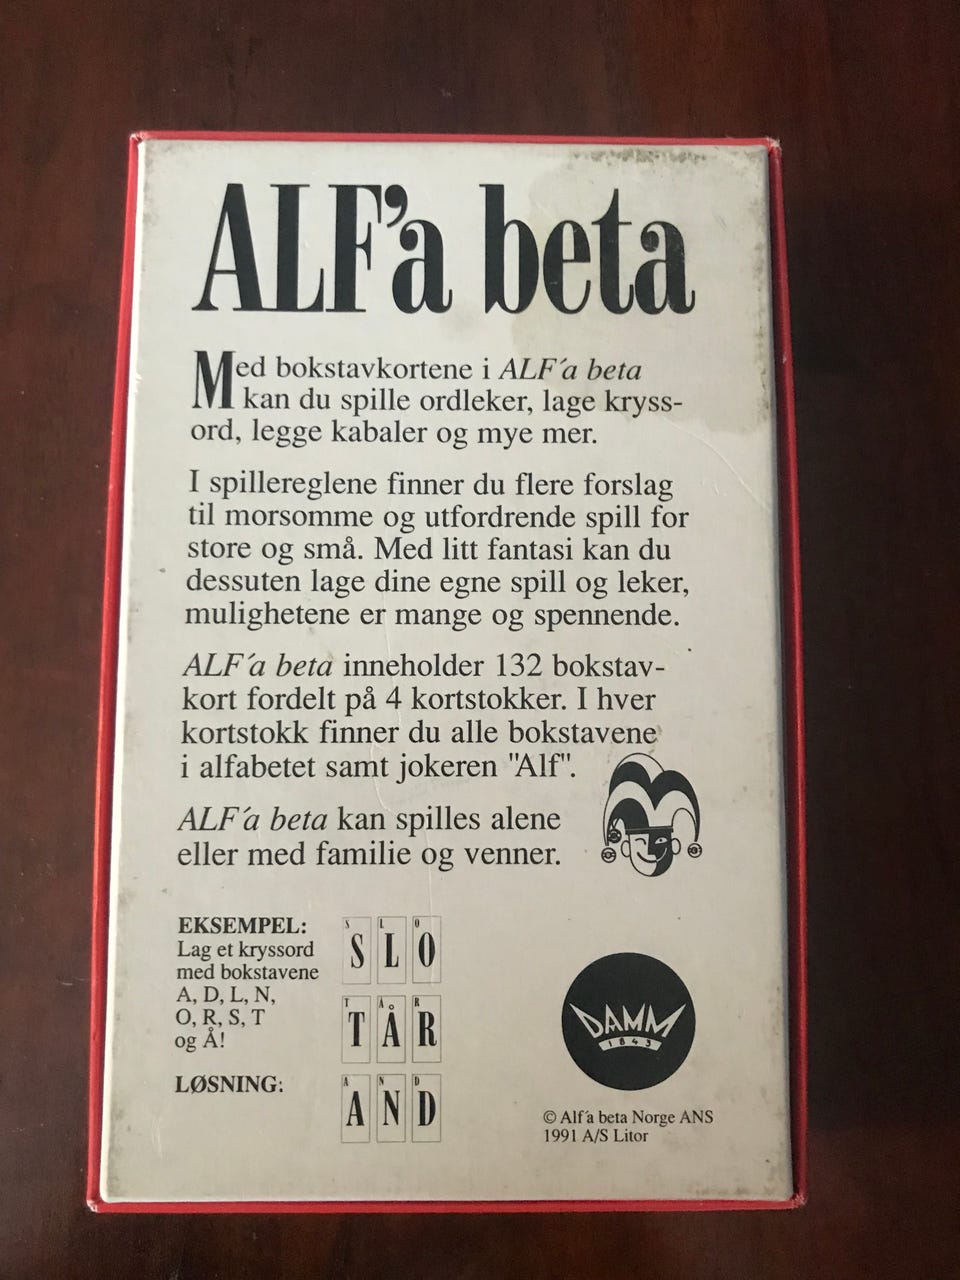 ALF'a beta
Med bokstavkortene i ALF´a beta
kan du spille ordleker, lage kryss-
ord, legge kabaler og mye mer.
I spillereglene finner du flere forslag
til morsomme og utfordrende spill for
store og små. Med litt fantasi kan du
dessuten lage dine egne spill og leker,
mulighetene er mange og spennende.
ALF´a beta inneholder 132 bokstav-
kort fordelt på 4 kortstokker. I hver
kortstokk finner du alle bokstavene
i alfabetet samt jokeren "Alf".
ALF´a beta kan spilles alene
eller med familie og venner.
EKSEMPEL:
Lag et kryssord
med bokstavene
A, D, L, N,
O, R, S, T
og Å!
LØSNING:
S L O
S L O
T Å R
T Å R
A N D
A N D
DAMM
1843
© Alf´a beta Norge ANS
1991 A/S Litor